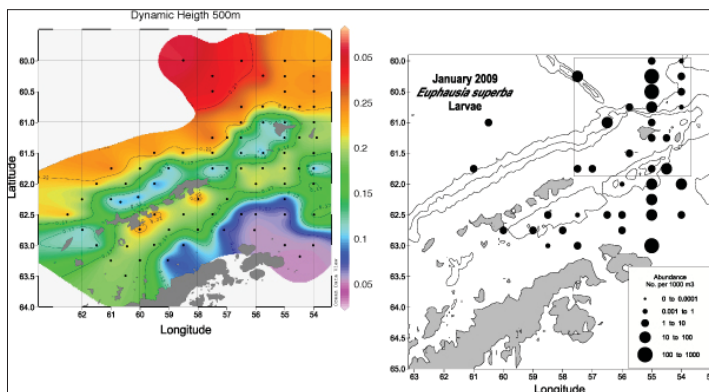 Dynamic Heigth 500m
60.0
60.5
61.0
61.5
62.0
62.5
63.0
63.5
64.0
Latitude
62 61 60 59 58 57 56 55 54
Longitude
0.05
0.1
0.15
0.2
0.15
0.1
0.05
January 2009
Euphausia superba
Larvae
60.0
60.5
61.0
61.5
62.0
62.5
63.0
63.5
64.0
64.5
65.0
63 62 61 60 59 58 57 56 55 54
Longitude
Abundance
No. per 1000 m3
0 to 0.0001
0.001 to 1
1 to 10
10 to 100
100 to 1000